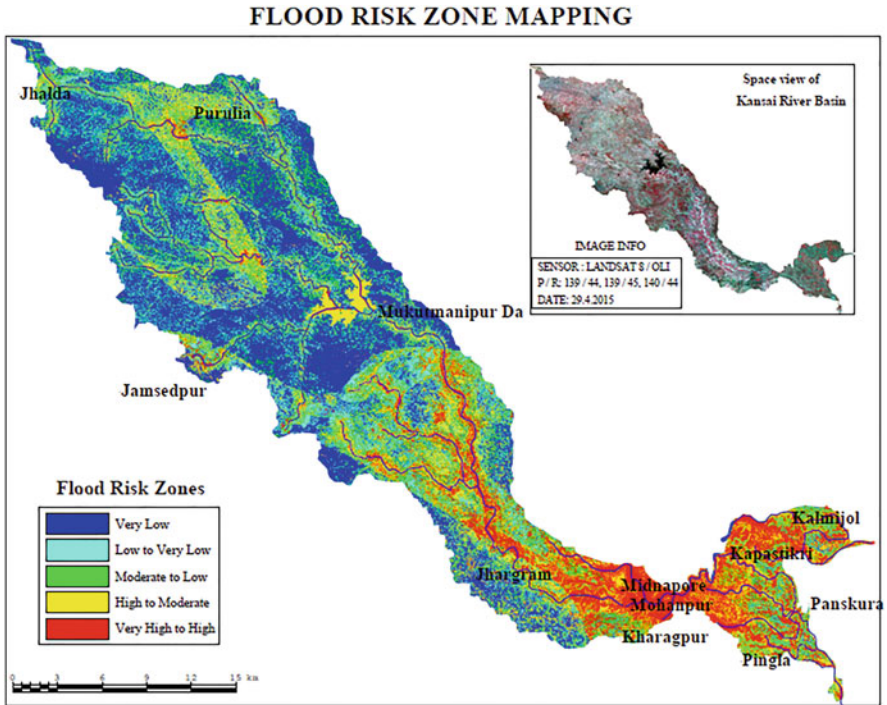 FLOOD RISK ZONE MAPPING
Space view of
Kansai River Basin
Jhalda
Purulia
IMAGE INFO
SENSOR : LANDSAT 8 / OLI
P / R: 139 / 44, 139 / 45, 140 / 44
DATE: 29.4.2015
Mukutmanipur Da
Jamsedpur
Flood Risk Zones
Very Low
Low to Very Low
Moderate to Low
High to Moderate
Very High to High
Kalmijol
Kapastikri
Jhargram
Midnapore
Mohanpur
Panskura
Kharagpur
Pingla
0 3 6 9 12 15 km